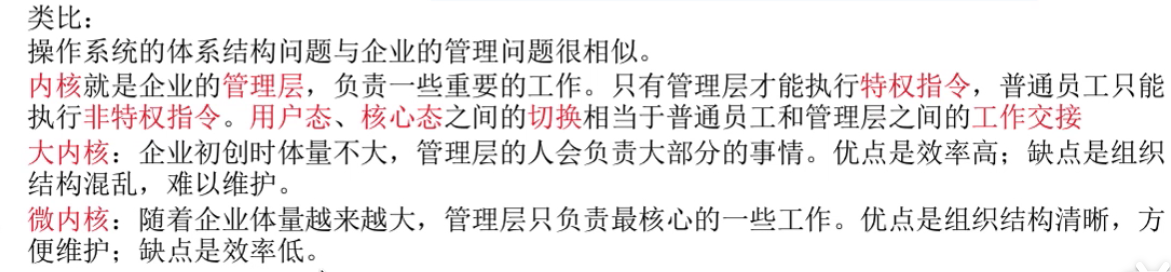 类比：
操作系统的体系结构问题与企业的管理问题很相似。
内核就是企业的管理层，负责一些重要的工作。只有管理层才能执行特权指令，普通员工只能
执行非特权指令。用户态、核心态之间的切换相当于普通员工和管理层之间的工作交接
大内核：企业初创时体量不大，管理层的人会负责大部分的事情。优点是效率高；缺点是组织
结构混乱，难以维护。
微内核：随着企业体量越来越大，管理层只负责最核心的一些工作。优点是组织结构清晰，方
便维护；缺点是效率低。